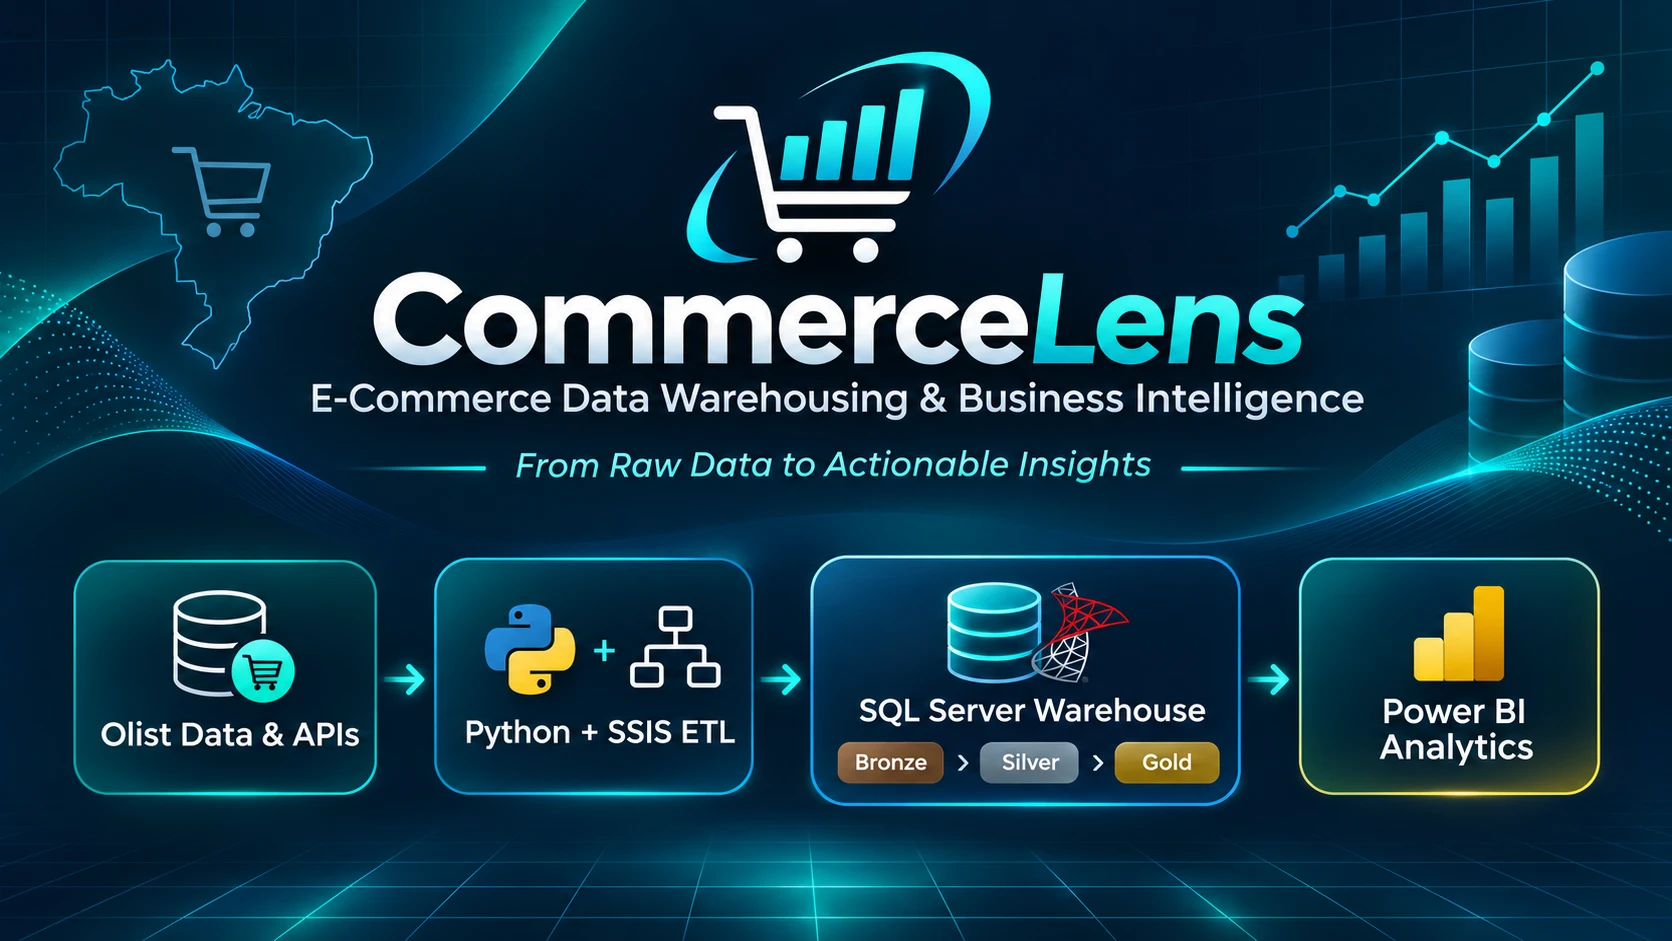 CommerceLens
E-Commerce Data Warehousing & Business Intelligence
From Raw Data to Actionable Insights
Olist Data & APIs
Python + SSIS ETL
SQL Server Warehouse
Bronze > Silver > Gold
Power BI
Analytics